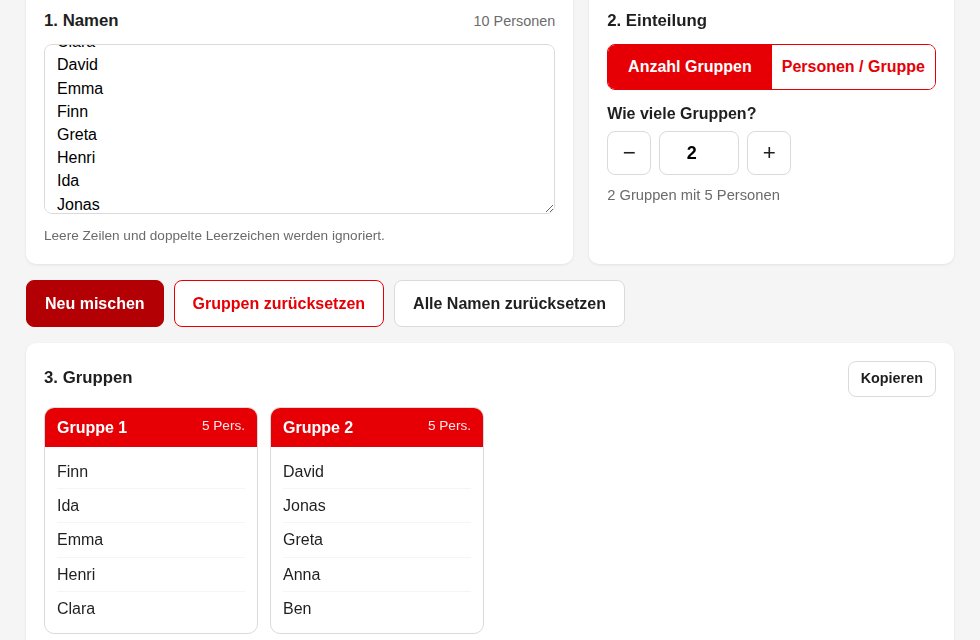 1. Namen
10 Personen
Clara
David
Emma
Finn
Greta
Henri
Ida
Jonas
Leere Zeilen und doppelte Leerzeichen werden ignoriert.
2. Einteilung
Anzahl Gruppen
Personen / Gruppe
Wie viele Gruppen?
− 2 +
2 Gruppen mit 5 Personen
Neu mischen
Gruppen zurücksetzen
Alle Namen zurücksetzen
3. Gruppen
Kopieren
Gruppe 1
5 Pers.
Finn
Ida
Emma
Henri
Clara
Gruppe 2
5 Pers.
David
Jonas
Greta
Anna
Ben